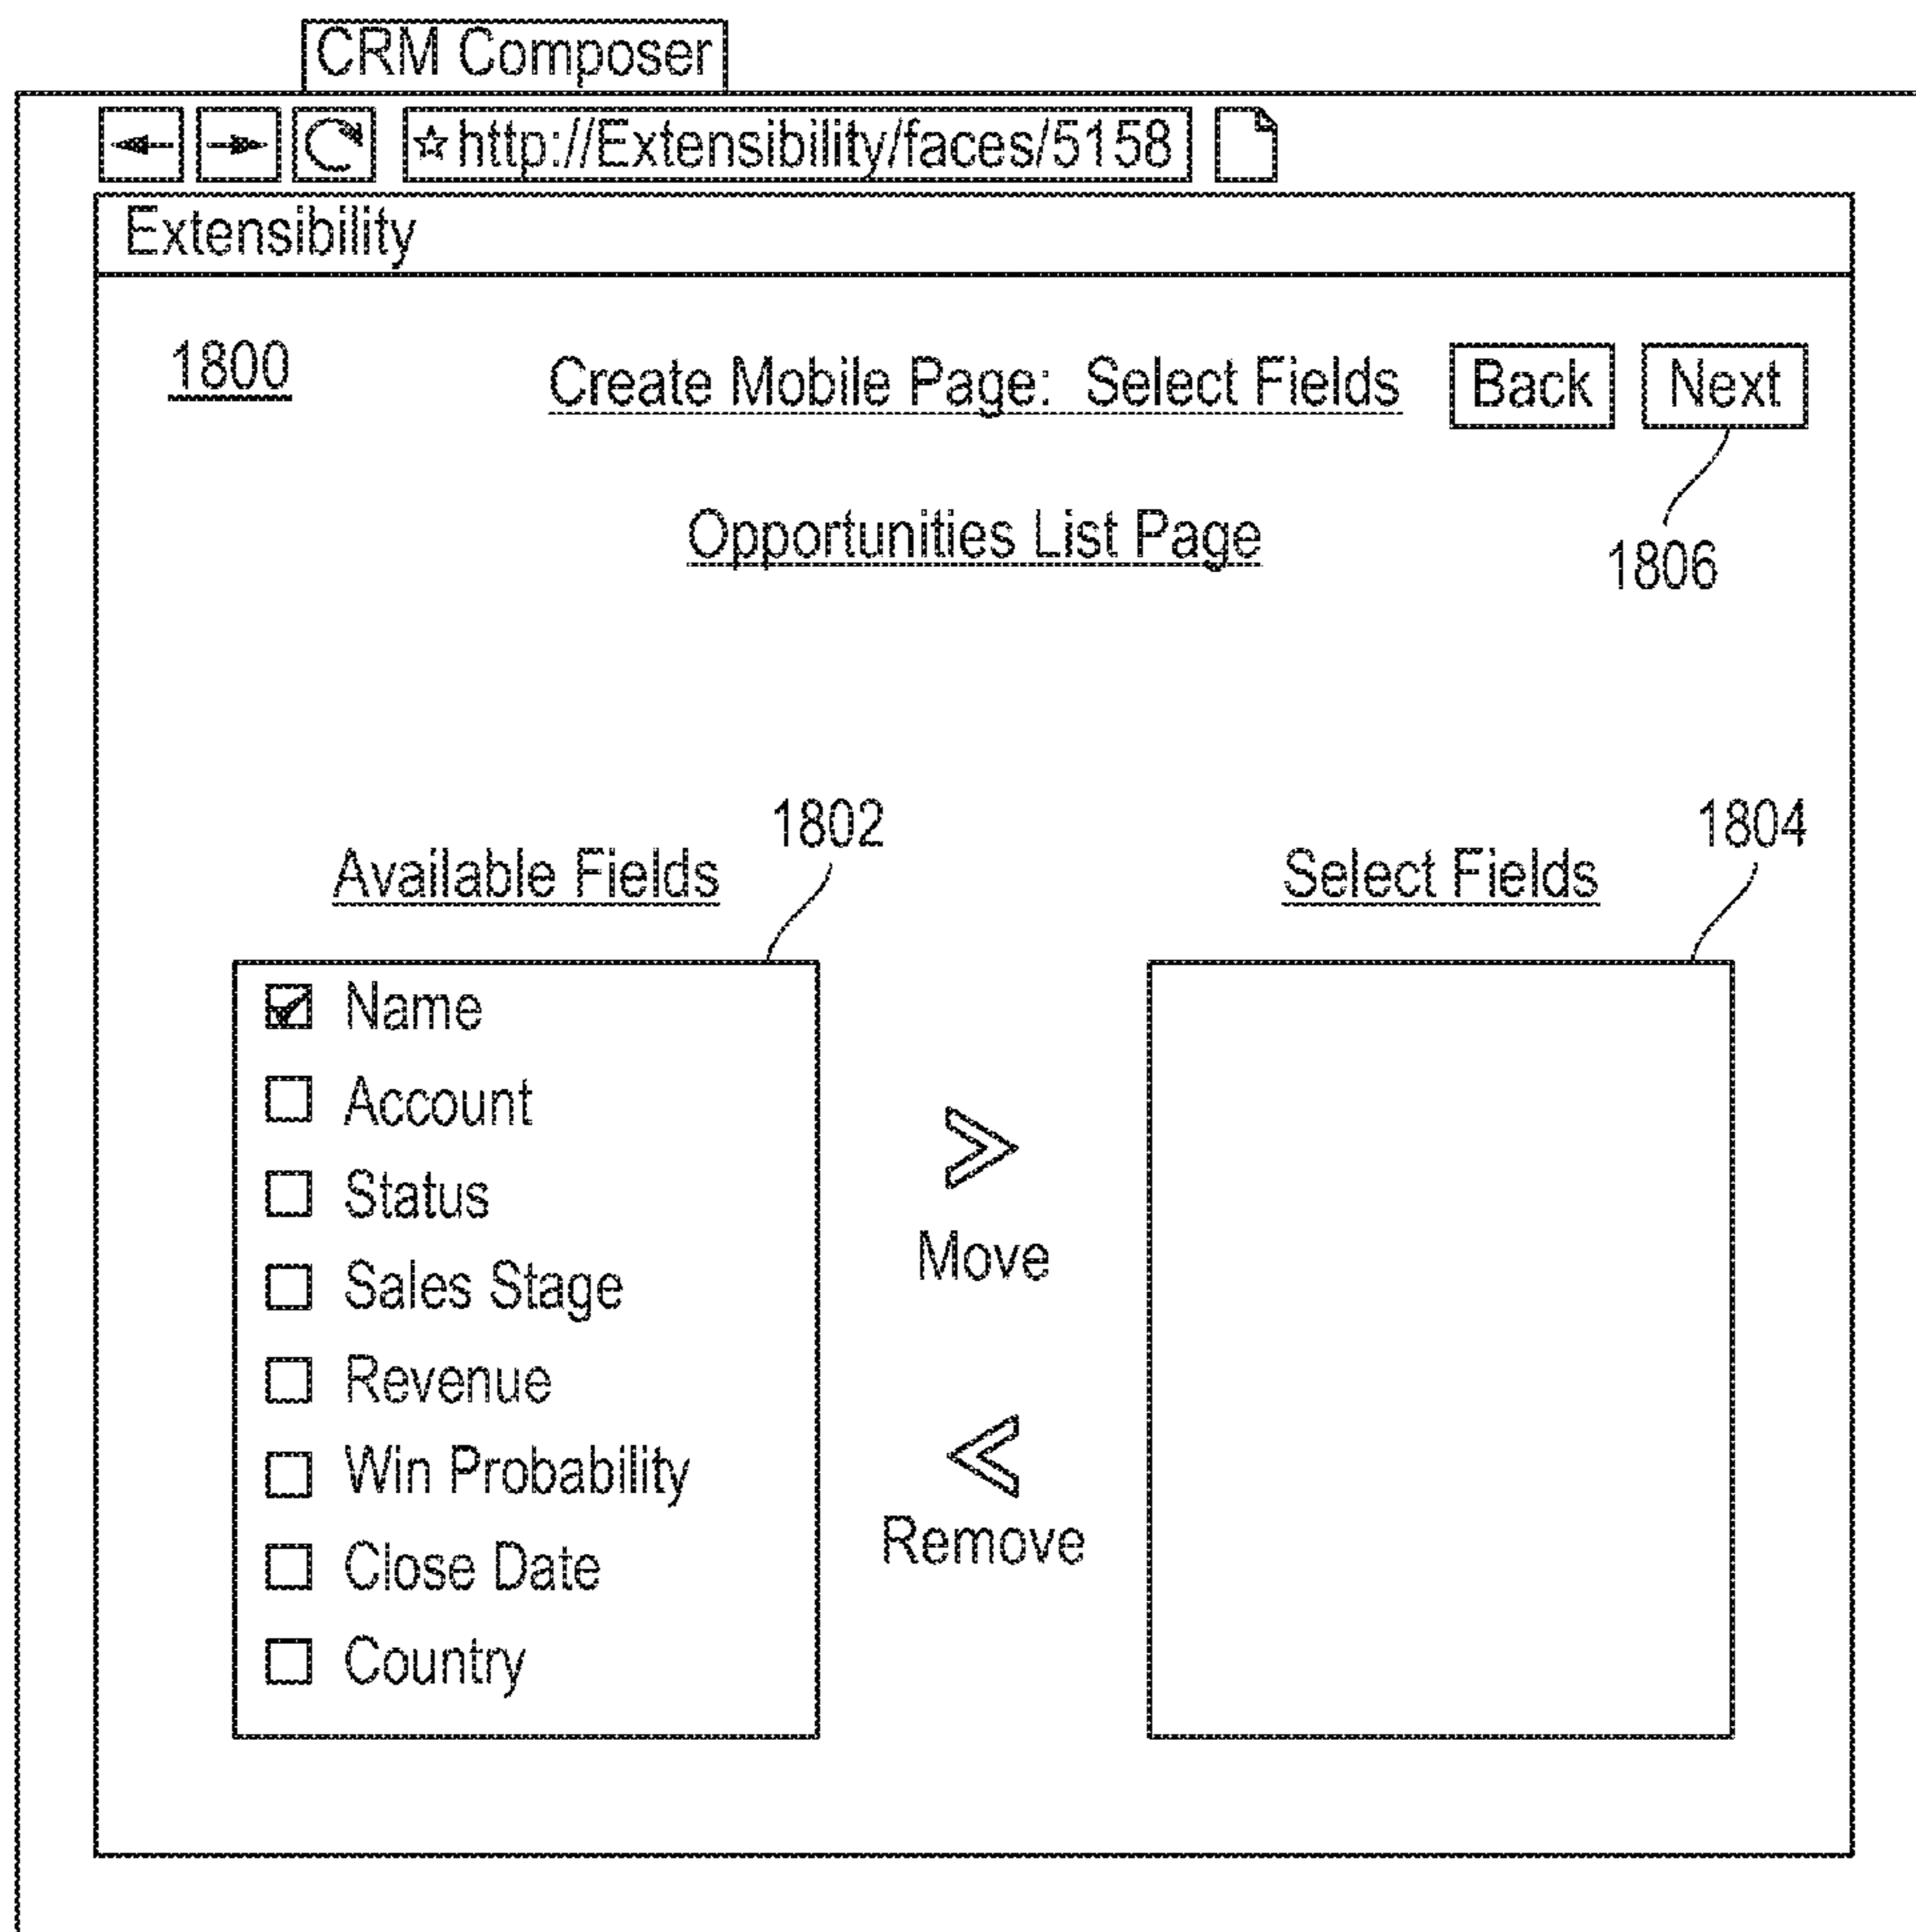 CRM Composer
http://Extensibility/faces/5158
Extensibility
1800 Create Mobile Page: Select Fields Back Next
Opportunities List Page
1806
1802 1804
Available Fields Select Fields
Name
Account
Status
Sales Stage
Revenue
Win Probability
Close Date
Country
Move
Remove